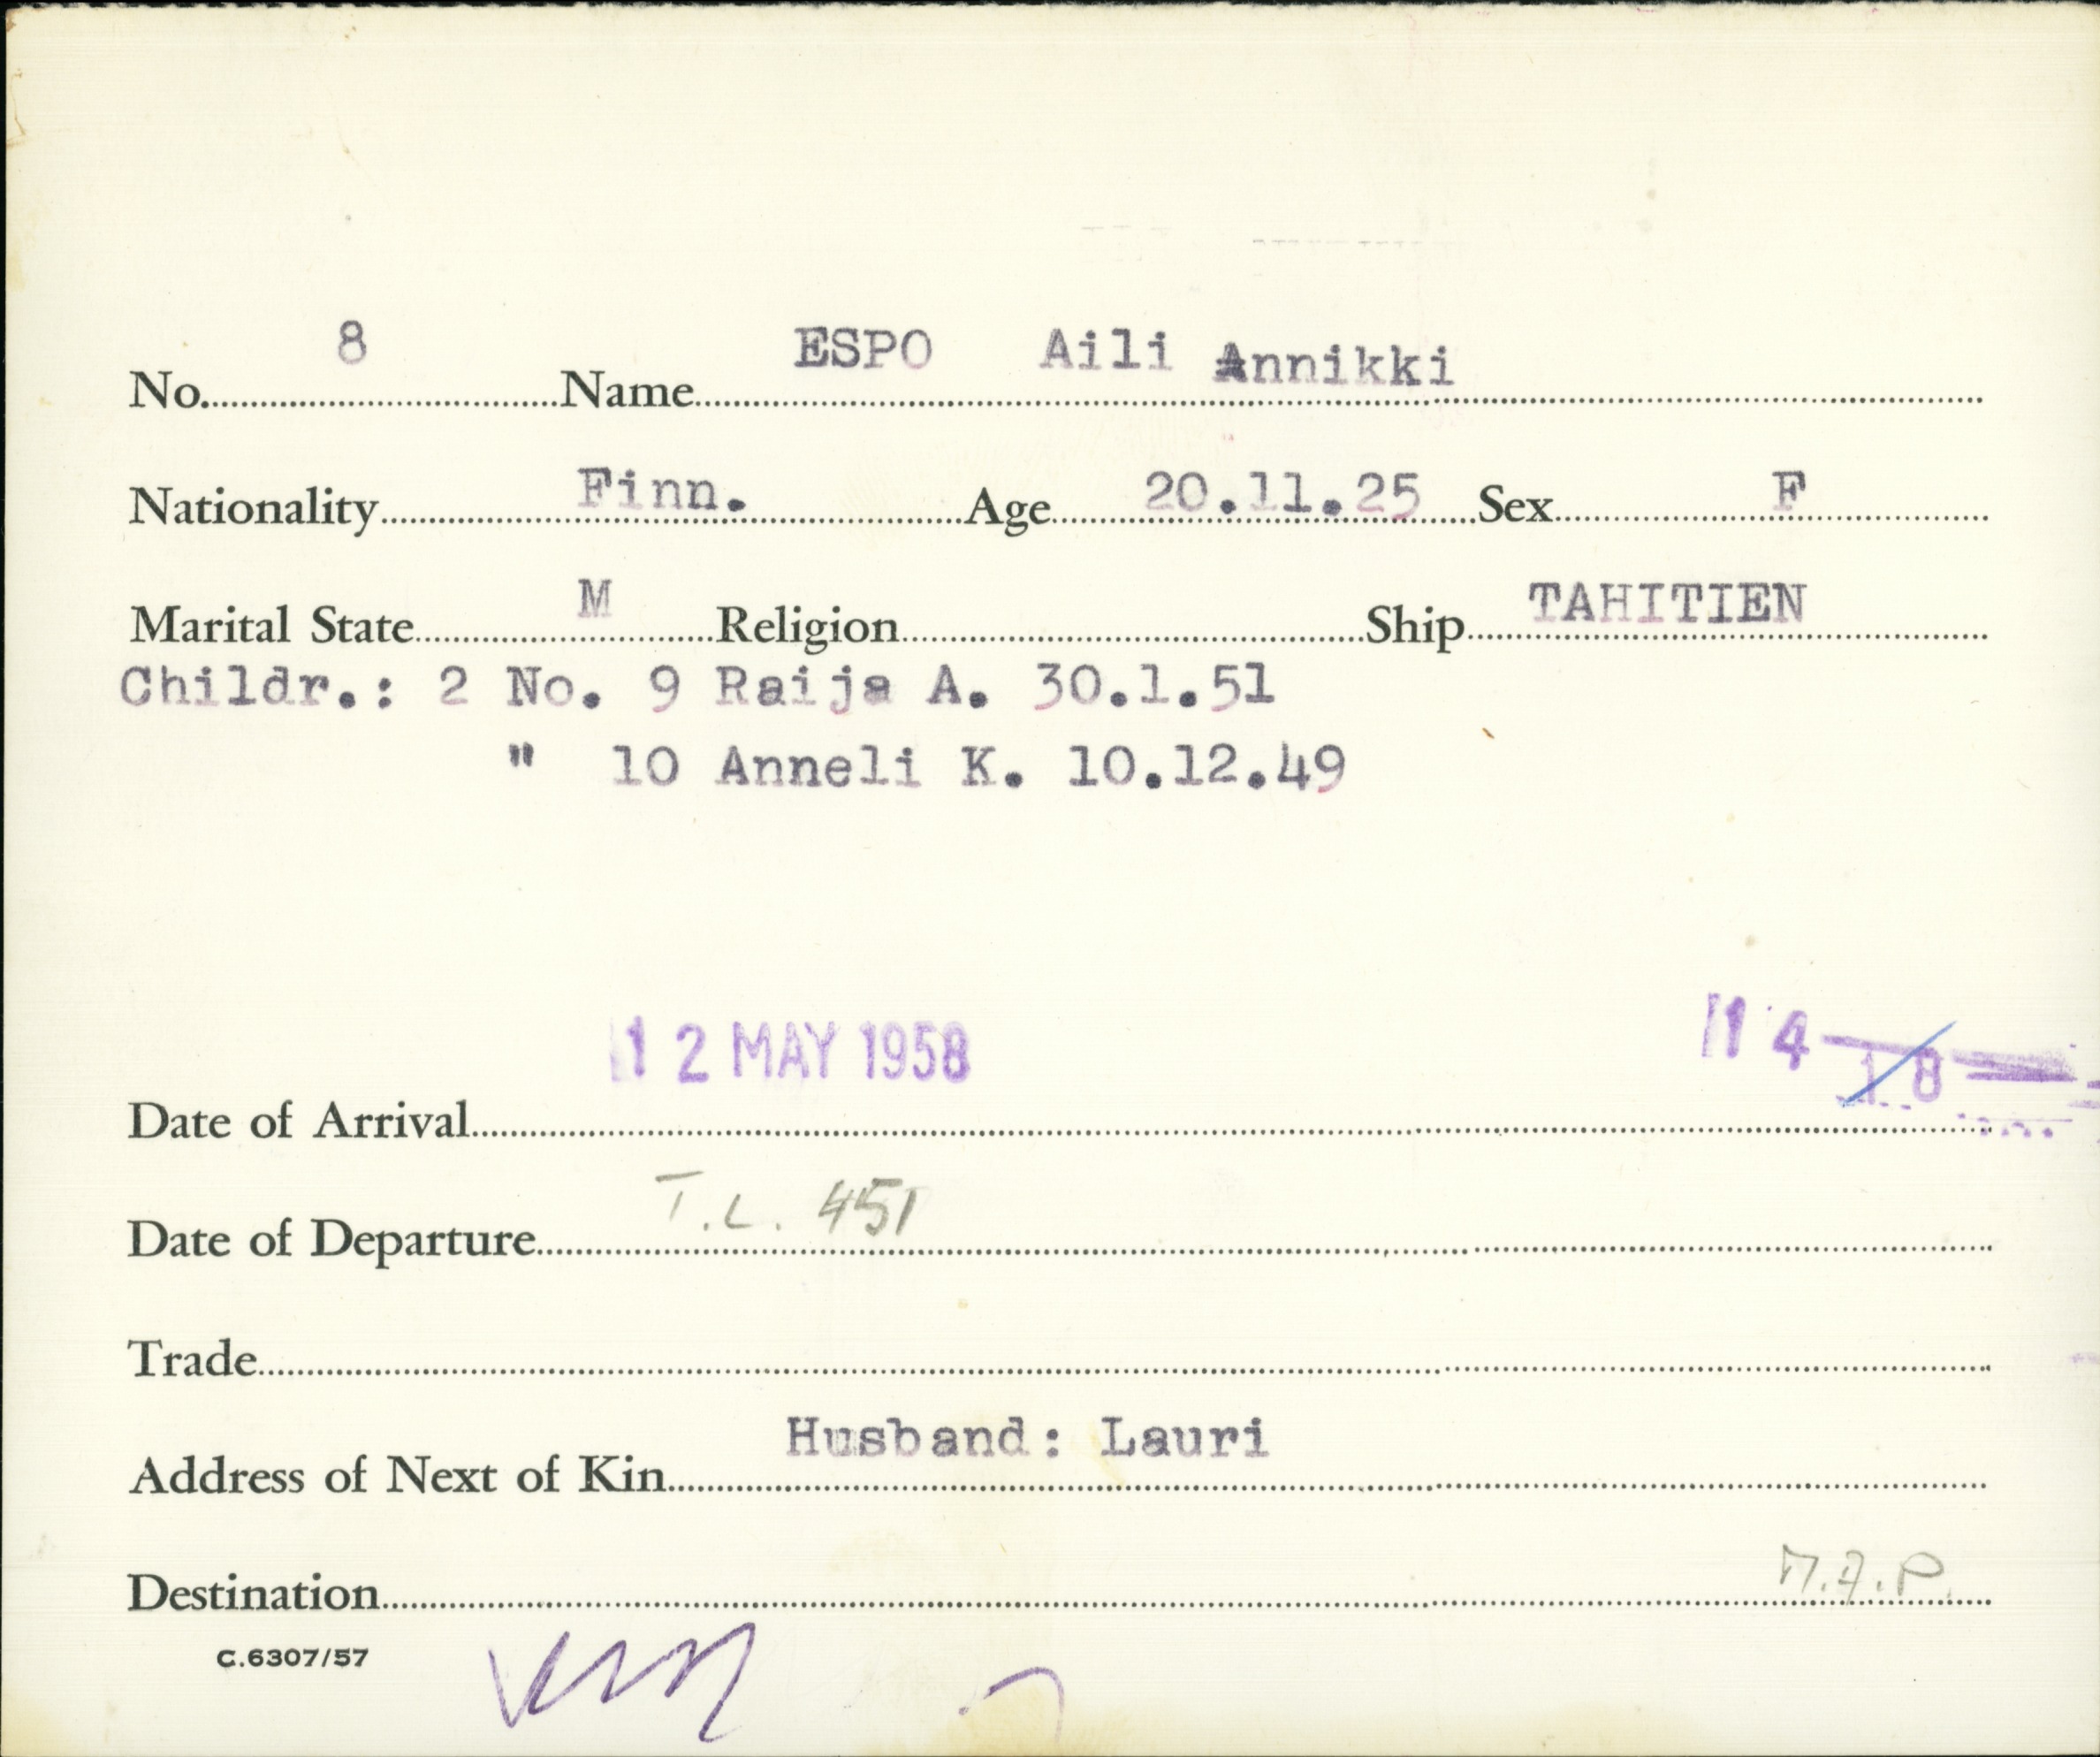 No. 8 Name ESPO Aili Annikki
Nationality Finn. Age 20.11.25 Sex F
Marital State M Religion Ship TAHITIEN
Childr.: 2 No. 9 Raija A. 30.1.51
" 10 Anneli K. 10.12.49
14 18
Date of Arrival 12 MAY 1958
Date of Departure T.L. 451
Trade
Address of Next of Kin Husband: Lauri
Destination
C.6307/57